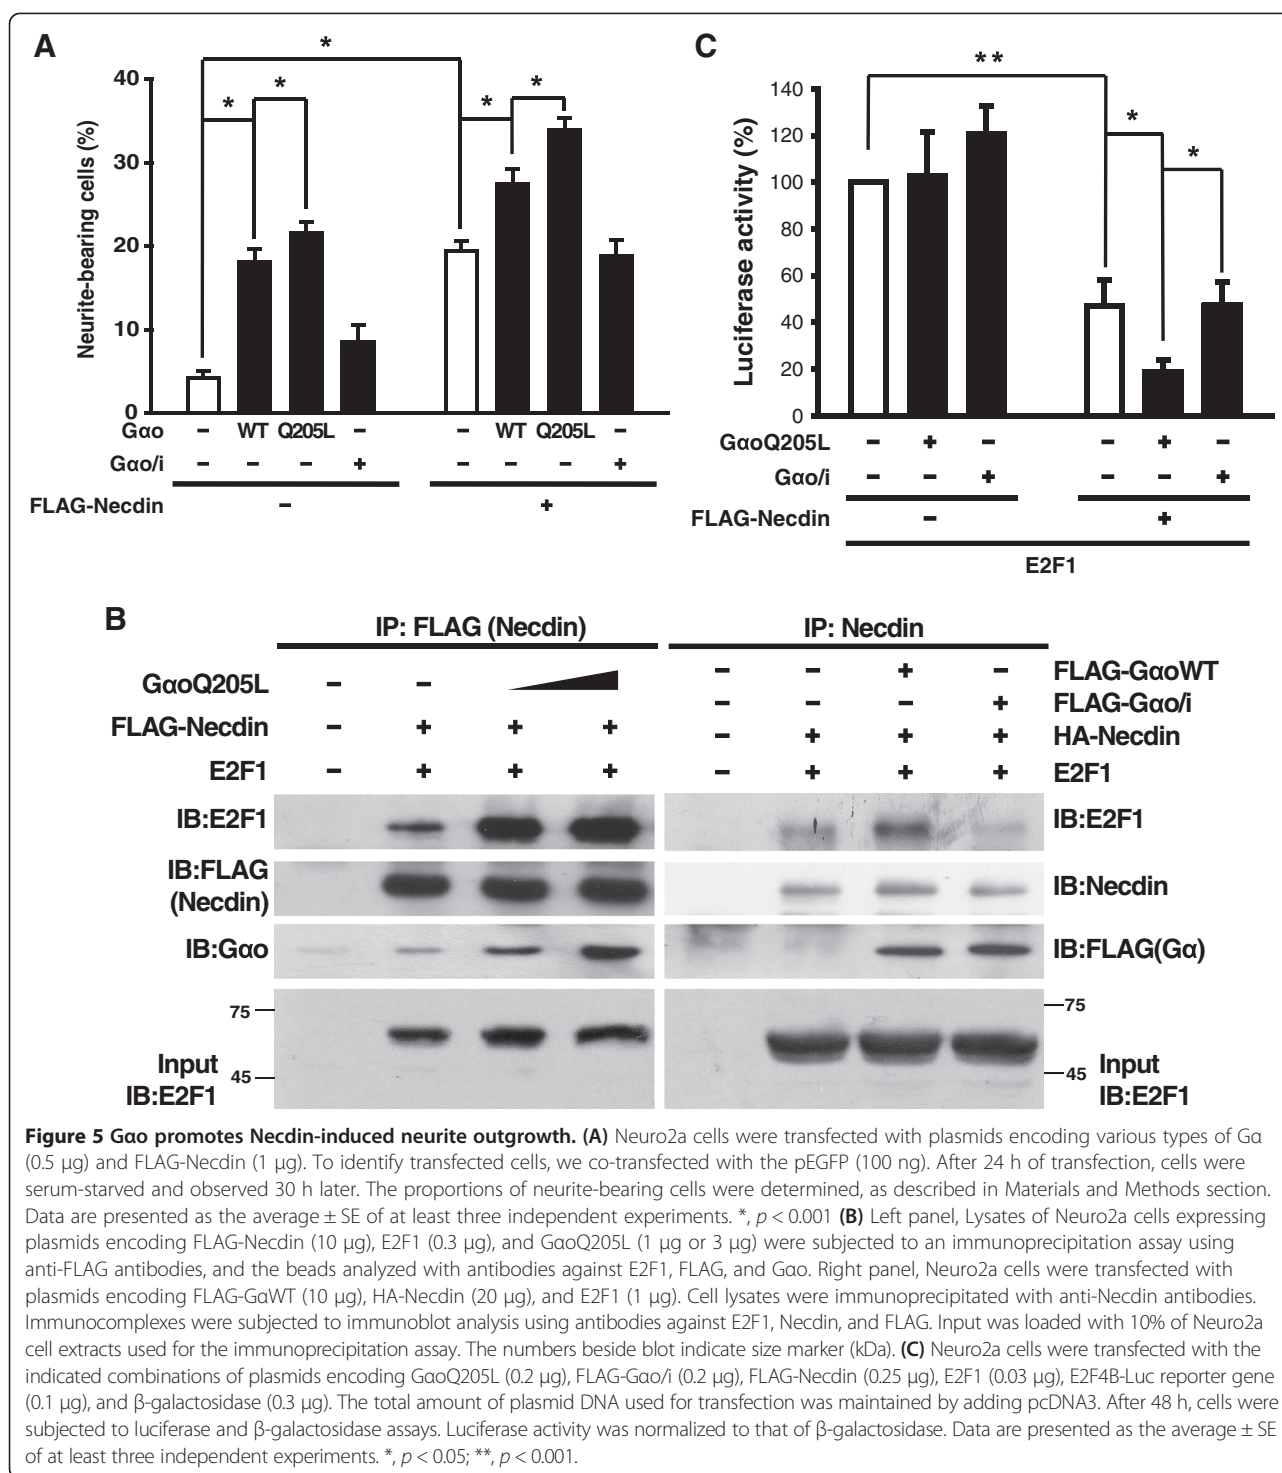 A
*
*
*
*
*
Neurite-bearing cells (%)
40
30
20
10
0
Gαo – WT Q205L – – WT Q205L –
Gαo/i – – – + – – – +
FLAG-Necdin – +
C
**
*
*
Luciferase activity (%)
140
120
100
80
60
40
20
0
GαoQ205L – + – – + –
Gαo/i – – + – – +
FLAG-Necdin – +
E2F1
B
IP: FLAG (Necdin)
GαoQ205L – –
FLAG-Necdin – + + +
E2F1 – + + +
IB:E2F1
IB:FLAG
(Necdin)
IB:Gαo
75
45
Input
IB:E2F1
IP: Necdin
– – + – FLAG-GαoWT
– – – + FLAG-Gαo/i
– + + + HA-Necdin
– + + + E2F1
IB:E2F1
IB:Necdin
IB:FLAG(Gα)
75
45
Input
IB:E2F1
Figure 5 Gαo promotes Necdin-induced neurite outgrowth. (A) Neuro2a cells were transfected with plasmids encoding various types of Gα
(0.5 μg) and FLAG-Necdin (1 μg). To identify transfected cells, we co-transfected with the pEGFP (100 ng). After 24 h of transfection, cells were
serum-starved and observed 30 h later. The proportions of neurite-bearing cells were determined, as described in Materials and Methods section.
Data are presented as the average ± SE of at least three independent experiments. *, p < 0.001 (B) Left panel, Lysates of Neuro2a cells expressing
plasmids encoding FLAG-Necdin (10 μg), E2F1 (0.3 μg), and GαoQ205L (1 μg or 3 μg) were subjected to an immunoprecipitation assay using
anti-FLAG antibodies, and the beads analyzed with antibodies against E2F1, FLAG, and Gαo. Right panel, Neuro2a cells were transfected with
plasmids encoding FLAG-GαWT (10 μg), HA-Necdin (20 μg), and E2F1 (1 μg). Cell lysates were immunoprecipitated with anti-Necdin antibodies.
Immunocomplexes were subjected to immunoblot analysis using antibodies against E2F1, Necdin, and FLAG. Input was loaded with 10% of Neuro2a
cell extracts used for the immunoprecipitation assay. The numbers beside blot indicate size marker (kDa). (C) Neuro2a cells were transfected with the
indicated combinations of plasmids encoding GαoQ205L (0.2 μg), FLAG-Gαo/i (0.2 μg), FLAG-Necdin (0.25 μg), E2F1 (0.03 μg), E2F4B-Luc reporter gene
(0.1 μg), and β-galactosidase (0.3 μg). The total amount of plasmid DNA used for transfection was maintained by adding pcDNA3. After 48 h, cells were
subjected to luciferase and β-galactosidase assays. Luciferase activity was normalized to that of β-galactosidase. Data are presented as the average ± SE
of at least three independent experiments. *, p < 0.05; **, p < 0.001.